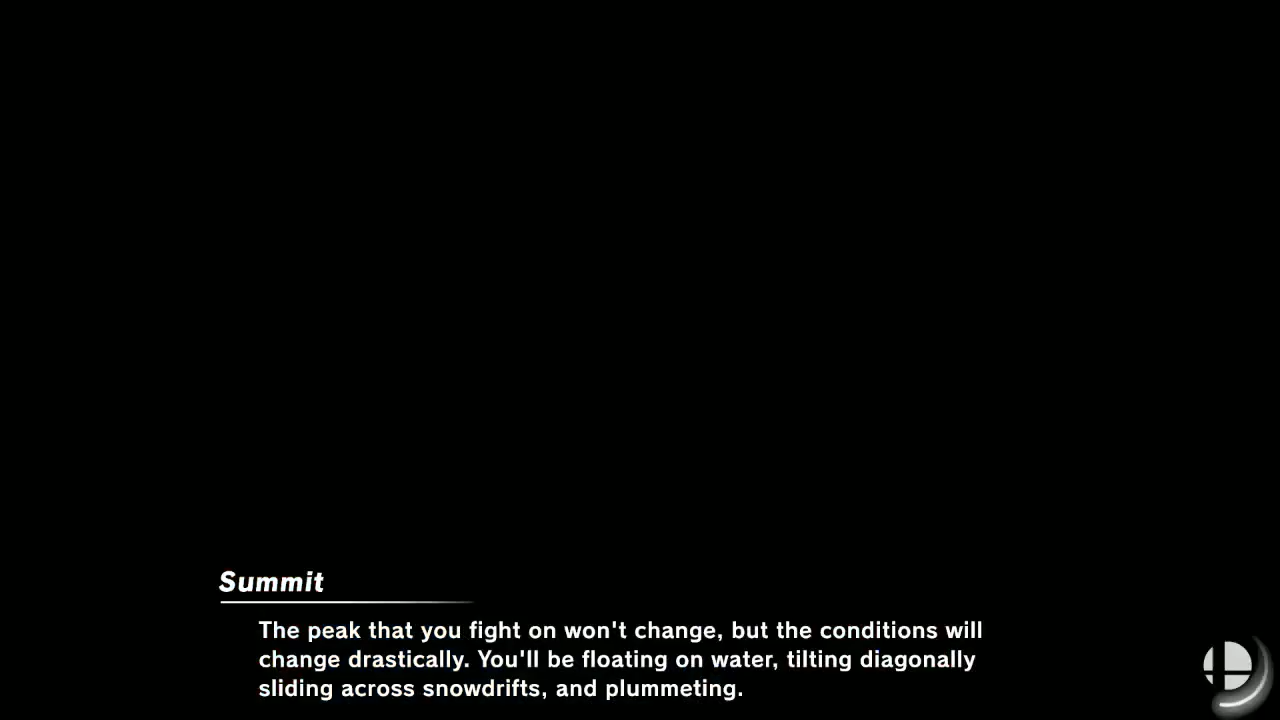 Summit
The peak that you fight on won't change, but the conditions will
change drastically. You'll be floating on water, tilting diagonally
sliding across snowdrifts, and plummeting.